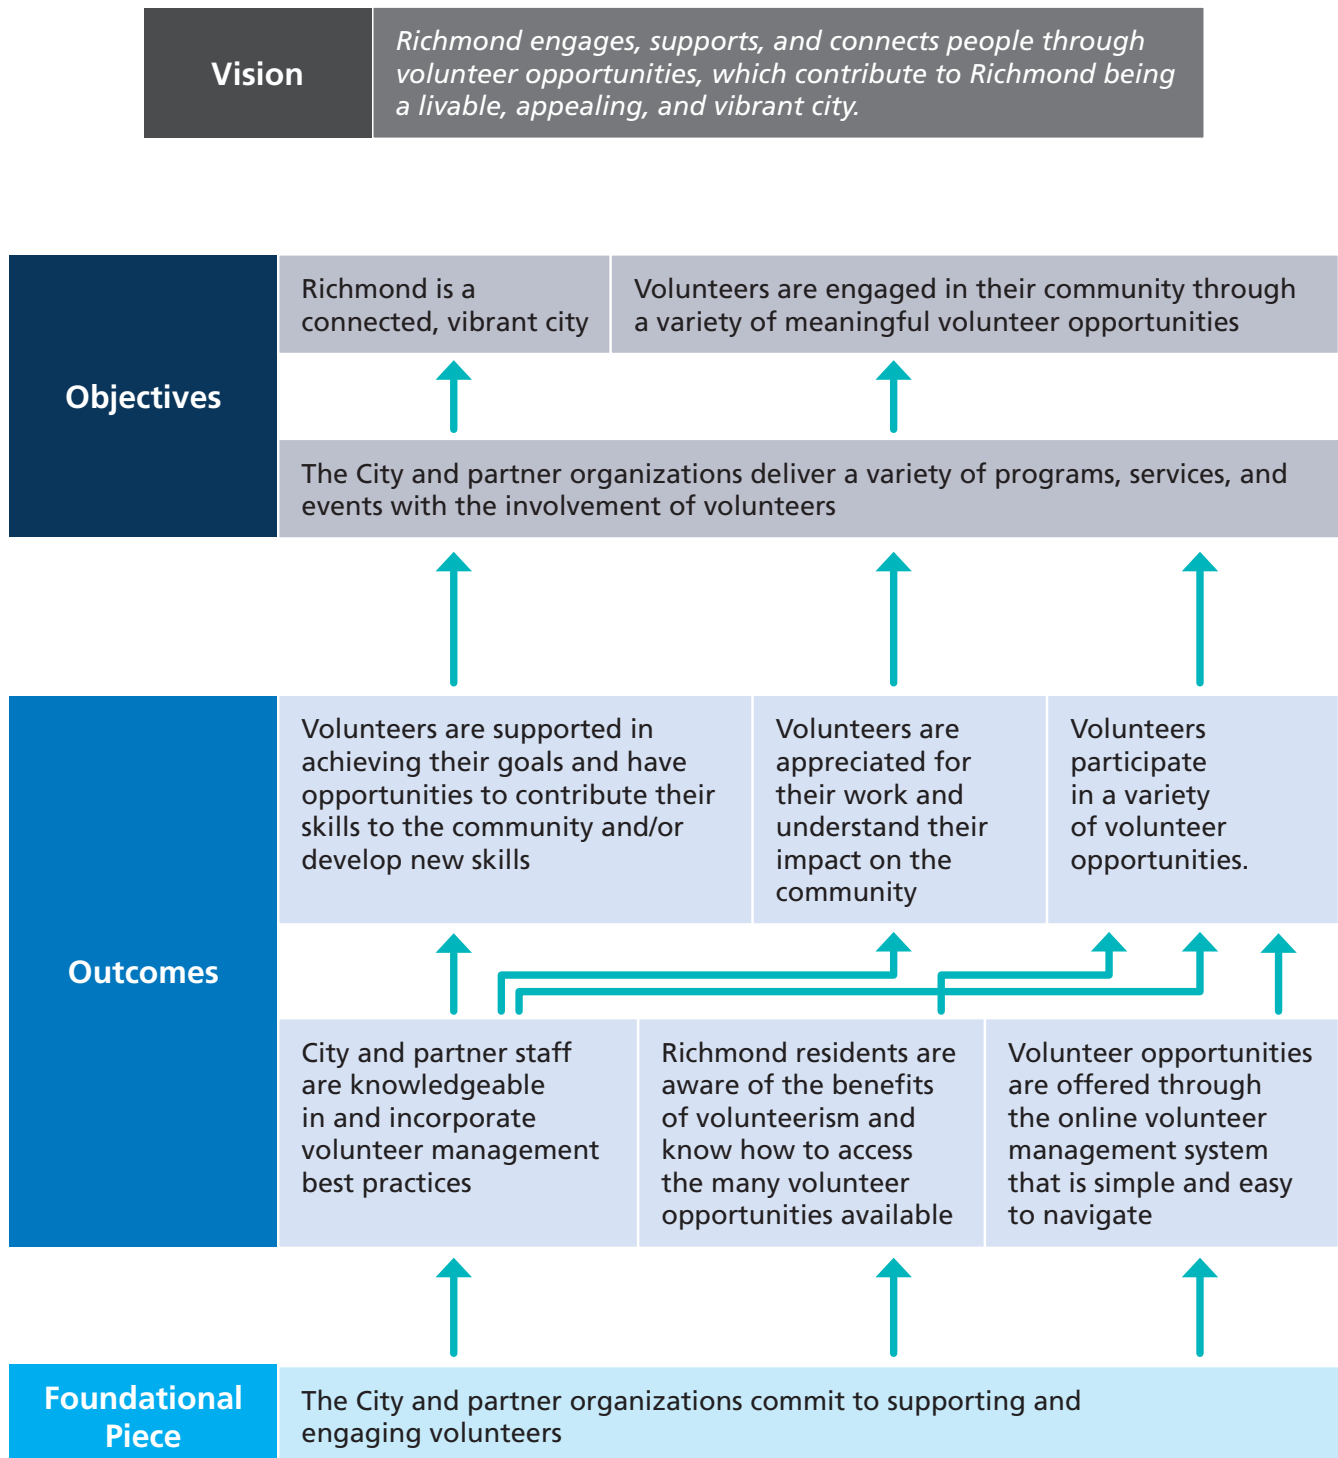 Vision
Richmond engages, supports, and connects people through
volunteer opportunities, which contribute to Richmond being
a livable, appealing, and vibrant city.
Objectives
Richmond is a
connected, vibrant city
Volunteers are engaged in their community through
a variety of meaningful volunteer opportunities
The City and partner organizations deliver a variety of programs, services, and
events with the involvement of volunteers
Outcomes
Volunteers are supported in
achieving their goals and have
opportunities to contribute their
skills to the community and/or
develop new skills
Volunteers are
appreciated for
their work and
understand their
impact on the
community
Volunteers
participate
in a variety
of volunteer
opportunities.
City and partner staff
are knowledgeable
in and incorporate
volunteer management
best practices
Richmond residents are
aware of the benefits
of volunteerism and
know how to access
the many volunteer
opportunities available
Volunteer opportunities
are offered through
the online volunteer
management system
that is simple and easy
to navigate
Foundational
Piece
The City and partner organizations commit to supporting and
engaging volunteers